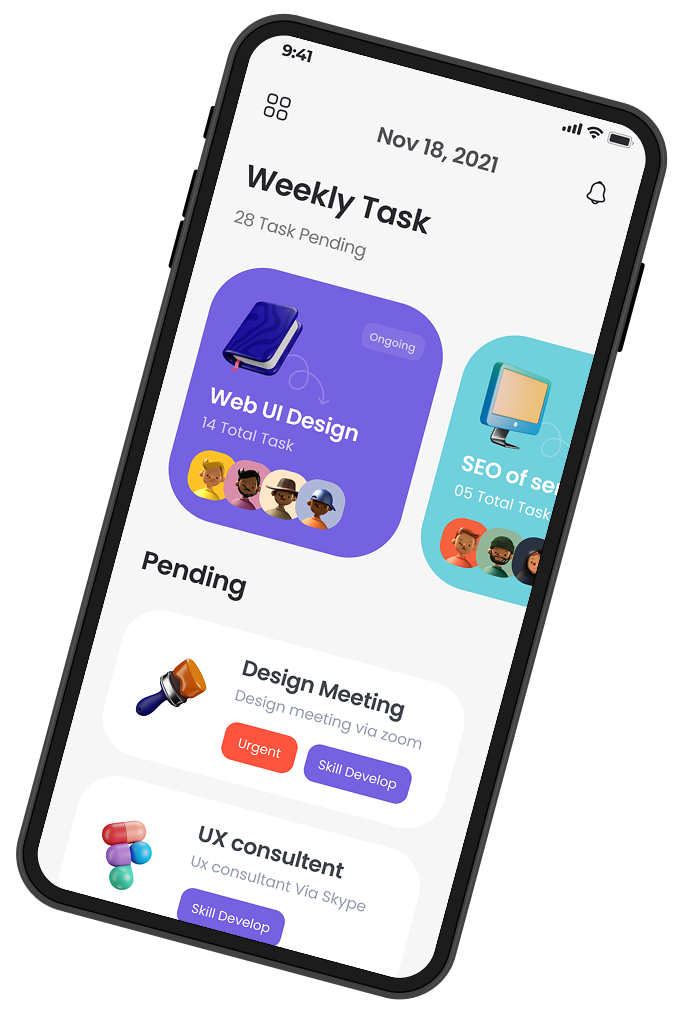 9:41
Nov 18, 2021
Weekly Task
28 Task Pending
Ongoing
Web UI Design
14 Total Task
SEO of ser
05 Total Task
Pending
Design Meeting
Design meeting via zoom
Urgent
Skill Develop
UX consultent
Ux consultant Via Skype
Skill Develop